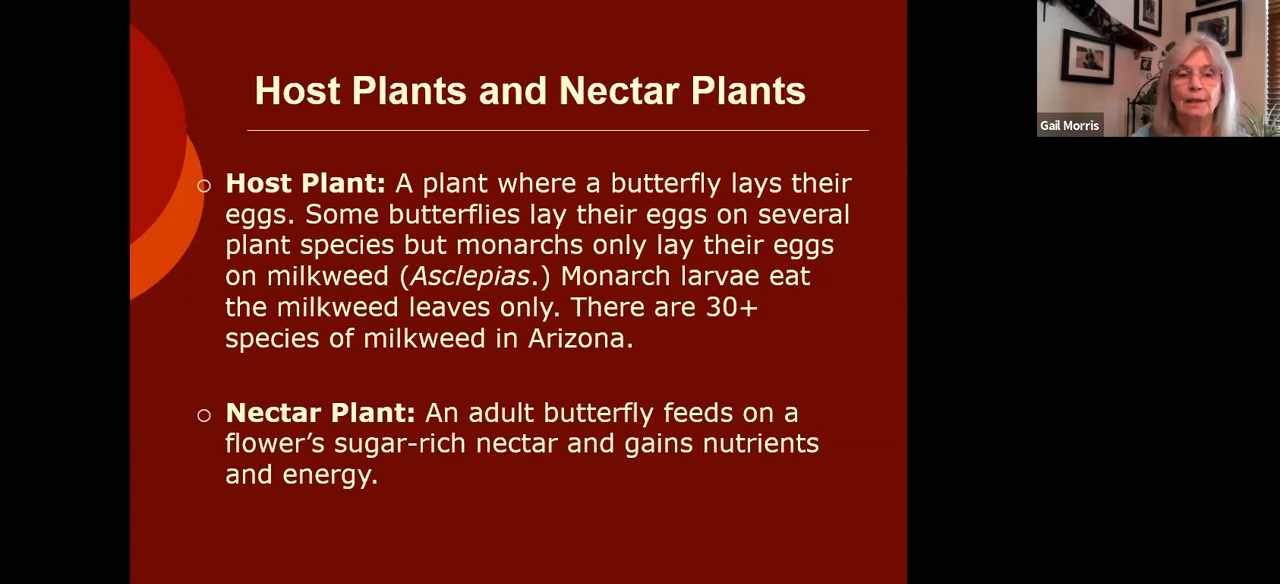 Host Plants and Nectar Plants
Host Plant: A plant where a butterfly lays their
eggs. Some butterflies lay their eggs on several
plant species but monarchs only lay their eggs
on milkweed (Asclepias.) Monarch larvae eat
the milkweed leaves only. There are 30+
species of milkweed in Arizona.
Nectar Plant: An adult butterfly feeds on a
flower’s sugar-rich nectar and gains nutrients
and energy.
Gail Morris